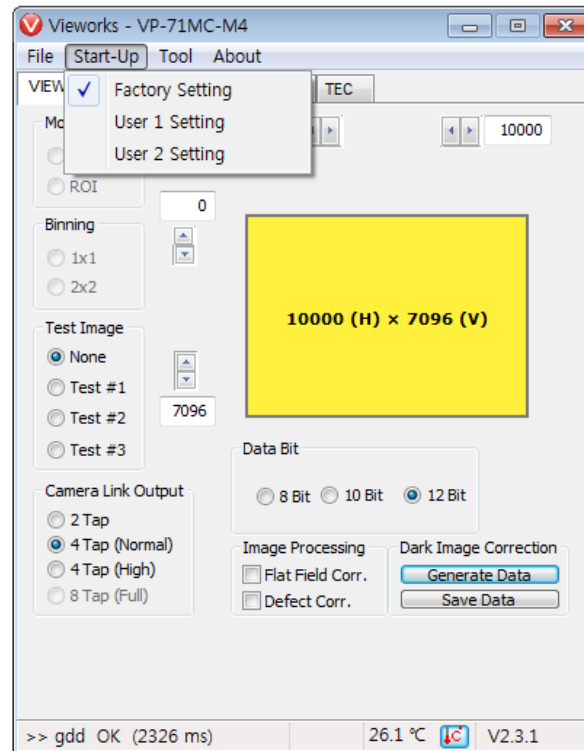 Vieworks - VP-71MC-M4
File Start-Up Tool About
VIEW TEC
Factory Setting
User 1 Setting
User 2 Setting
10000
ROI
0
Binning
1x1
2x2
10000 (H) × 7096 (V)
Test Image
None
Test #1
Test #2
Test #3
7096
Data Bit
8 Bit 10 Bit 12 Bit
Camera Link Output
2 Tap
4 Tap (Normal)
4 Tap (High)
8 Tap (Full)
Image Processing
Flat Field Corr.
Defect Corr.
Dark Image Correction
Generate Data
Save Data
>> gdd OK (2326 ms) 26.1 ℃ V2.3.1